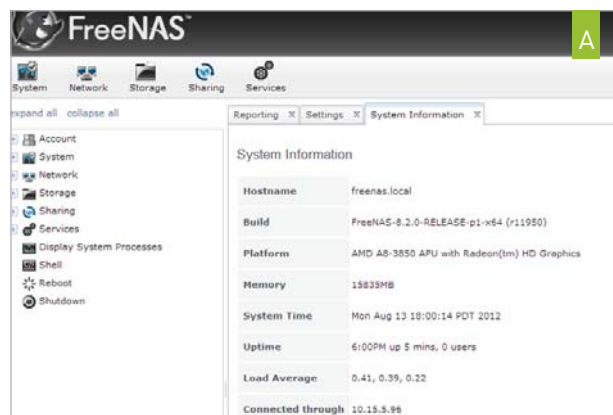 FreeNAS™
A
System Network Storage Sharing Services
expand all collapse all
Reporting X Settings X System Information X
Account
System
Network
Storage
Sharing
Services
Display System Processes
Shell
Reboot
Shutdown
System Information
Hostname freenas.local
Build FreeNAS-8.2.0-RELEASE-p1-x64 (r11950)
Platform AMD A8-3850 APU with Radeon(tm) HD Graphics
Memory 15835MB
System Time Mon Aug 13 18:00:14 PDT 2012
Uptime 6:00PM up 5 mins, 0 users
Load Average 0.41, 0.39, 0.22
Connected through 10.15.5.96